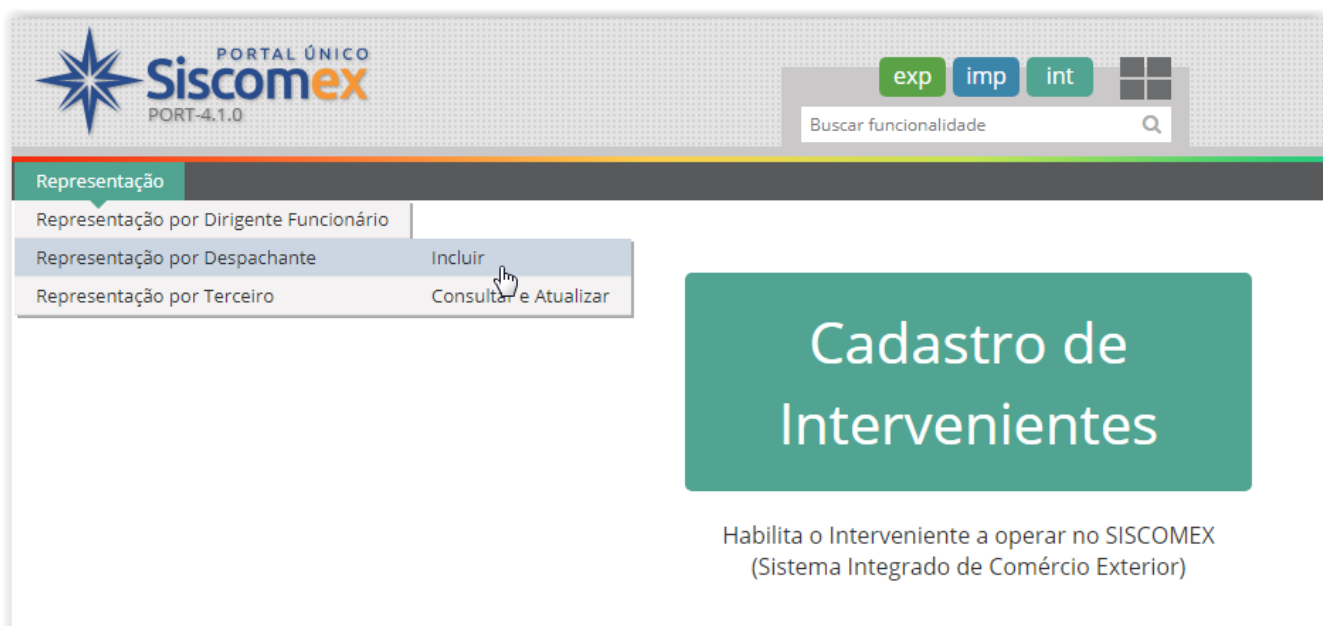 PORTAL ÚNICO
Siscomex
PORT-4.1.0
exp imp int
Buscar funcionalidade
Representação
Representação por Dirigente Funcionário
Representação por Despachante Incluir
Representação por Terceiro Consultar e Atualizar
Cadastro de
Intervenientes
Habilita o Interveniente a operar no SISCOMEX
(Sistema Integrado de Comércio Exterior)